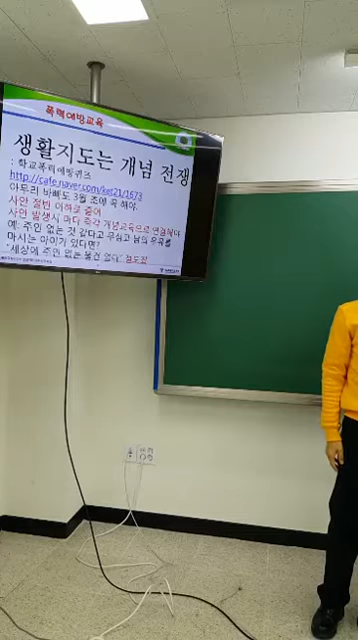 폭력예방교육
생활지도는 개념 전쟁
: 학교폭력예방퀴즈
http://cafe.naver.com/ket21/1673
아무리 바빠도 3월 초에 꼭 해야.
사안 절반 이하로 줄어
사안 발생시 마다 즉각 개념교육으로 연결해야
예: 주인 없는 것 같다고 무심코 남의 우유를
마시는 아이가 있다면?
"세상에 주인 없는 물건 없다"